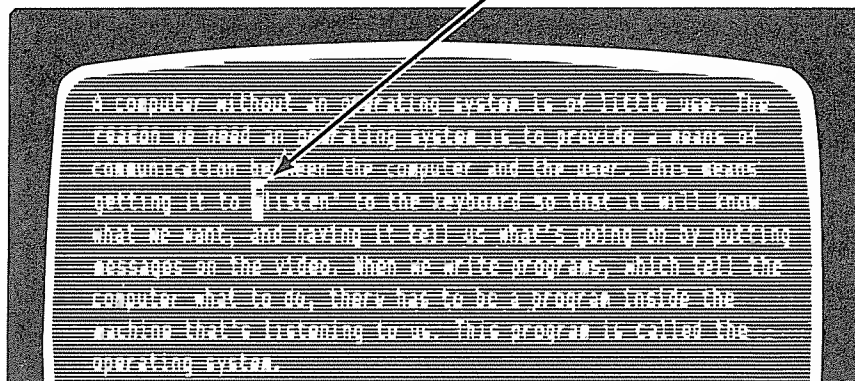 A computer without an operating system is of little use. The
reason we need an operating system is to provide a means of
communication between the computer and the user. This means
getting it to "listen" to the keyboard so that it will know
what we want, and having it tell us what's going on by putting
messages on the video. When we write programs, which tell the
computer what to do, there has to be a program inside the
machine that's listening to us. This program is called the
operating system.